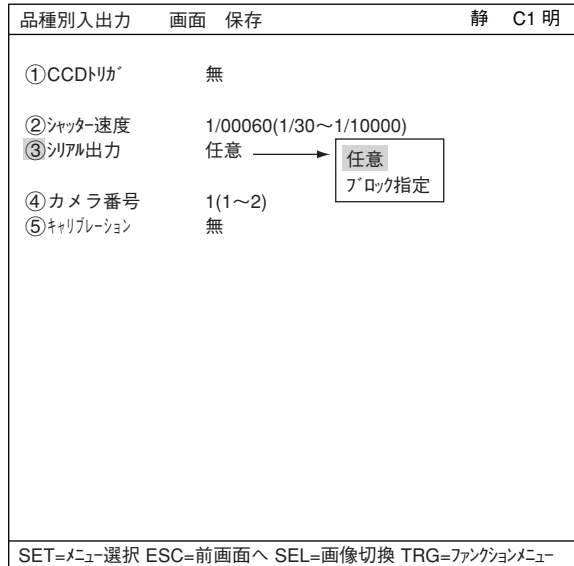 品種別入出力 画面 保存 静 C1 明
①CCDﾄﾘｶﾞ 無
②ｼｬｯﾀｰ速度 1/00060(1/30～1/10000)
③ｼﾘｱﾙ出力 任意
任意
ﾌﾞﾛｯｸ指定
④カメラ番号 1(1～2)
⑤ｷｬﾘﾌﾞﾚｰｼｮﾝ 無
SET=ﾒﾆｭｰ選択 ESC=前画面へ SEL=画像切換 TRG=ﾌｧﾝｸｼｮﾝﾒﾆｭｰ